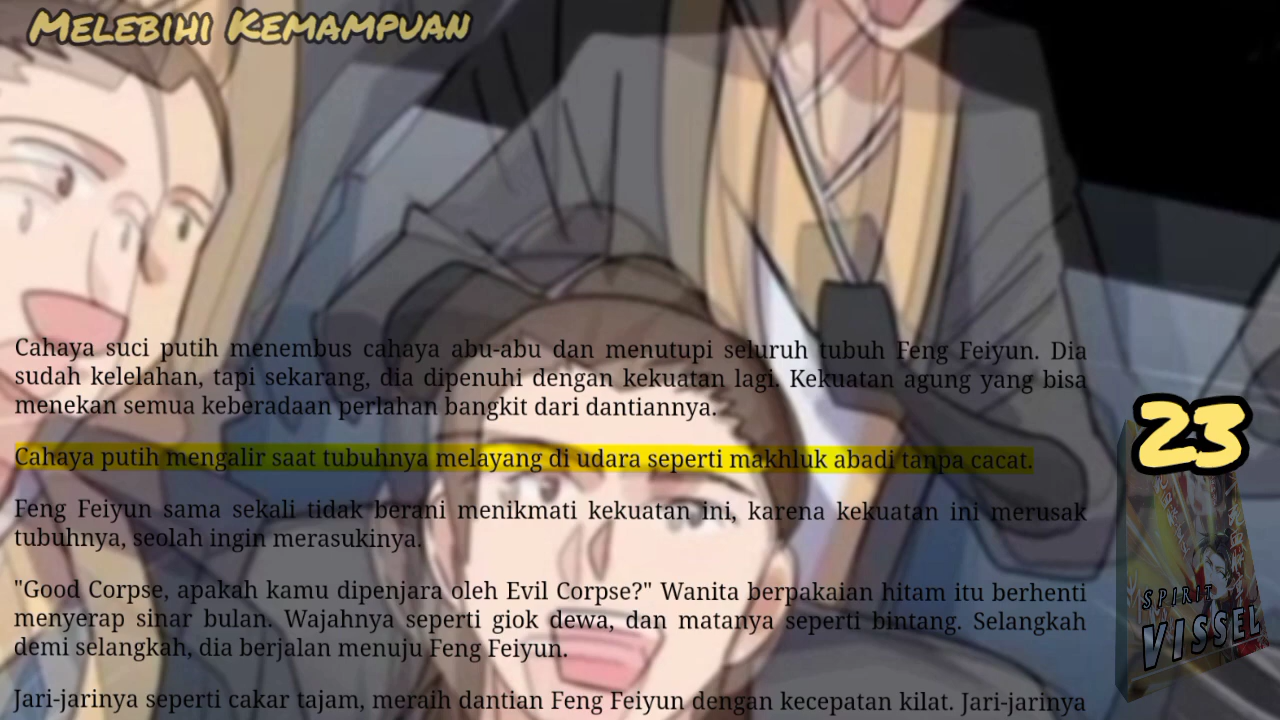 Melebihi Kemampuan
Cahaya suci putih menembus cahaya abu-abu dan menutupi seluruh tubuh Feng Feiyun. Dia
sudah kelelahan, tapi sekarang, dia dipenuhi dengan kekuatan lagi. Kekuatan agung yang bisa
menekan semua keberadaan perlahan bangkit dari dantiannya.
Cahaya putih mengalir saat tubuhnya melayang di udara seperti makhluk abadi tanpa cacat.
Feng Feiyun sama sekali tidak berani menikmati kekuatan ini, karena kekuatan ini merusak
tubuhnya, seolah ingin merasukinya.
"Good Corpse, apakah kamu dipenjara oleh Evil Corpse?" Wanita berpakaian hitam itu berhenti
menyerap sinar bulan. Wajahnya seperti giok dewa, dan matanya seperti bintang. Selangkah
demi selangkah, dia berjalan menuju Feng Feiyun.
Jari-jarinya seperti cakar tajam, meraih dantian Feng Feiyun dengan kecepatan kilat. Jari-jarinya
23
SPIRIT
VISSEL